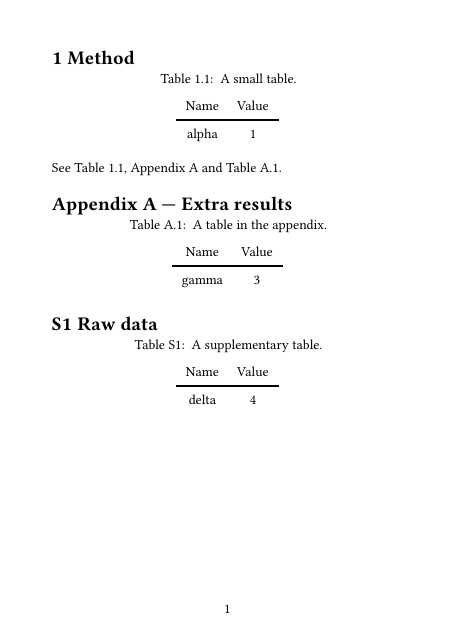 1 Method
Table 1.1: A small table.
Name Value
alpha 1
See Table 1.1, Appendix A and Table A.1.
Appendix A — Extra results
Table A.1: A table in the appendix.
Name Value
gamma 3
S1 Raw data
Table S1: A supplementary table.
Name Value
delta 4
1